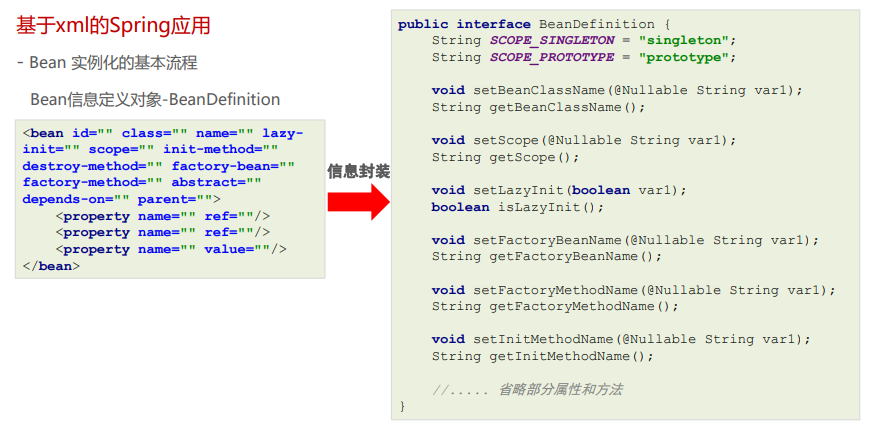 基于xml的Spring应用
- Bean 实例化的基本流程
Bean信息定义对象-BeanDefinition
<bean id="" class="" name="" lazy-
init="" scope="" init-method=""
destroy-method="" factory-bean=""
factory-method="" abstract=""
depends-on="" parent="">
    <property name="" ref=""/>
    <property name="" ref=""/>
    <property name="" value=""/>
</bean>
信息封装
public interface BeanDefinition {
    String SCOPE_SINGLETON = "singleton";
    String SCOPE_PROTOTYPE = "prototype";

    void setBeanClassName(@Nullable String var1);
    String getBeanClassName();

    void setScope(@Nullable String var1);
    String getScope();

    void setLazyInit(boolean var1);
    boolean isLazyInit();

    void setFactoryBeanName(@Nullable String var1);
    String getFactoryBeanName();

    void setFactoryMethodName(@Nullable String var1);
    String getFactoryMethodName();

    void setInitMethodName(@Nullable String var1);
    String getInitMethodName();

    //..... 省略部分属性和方法
}